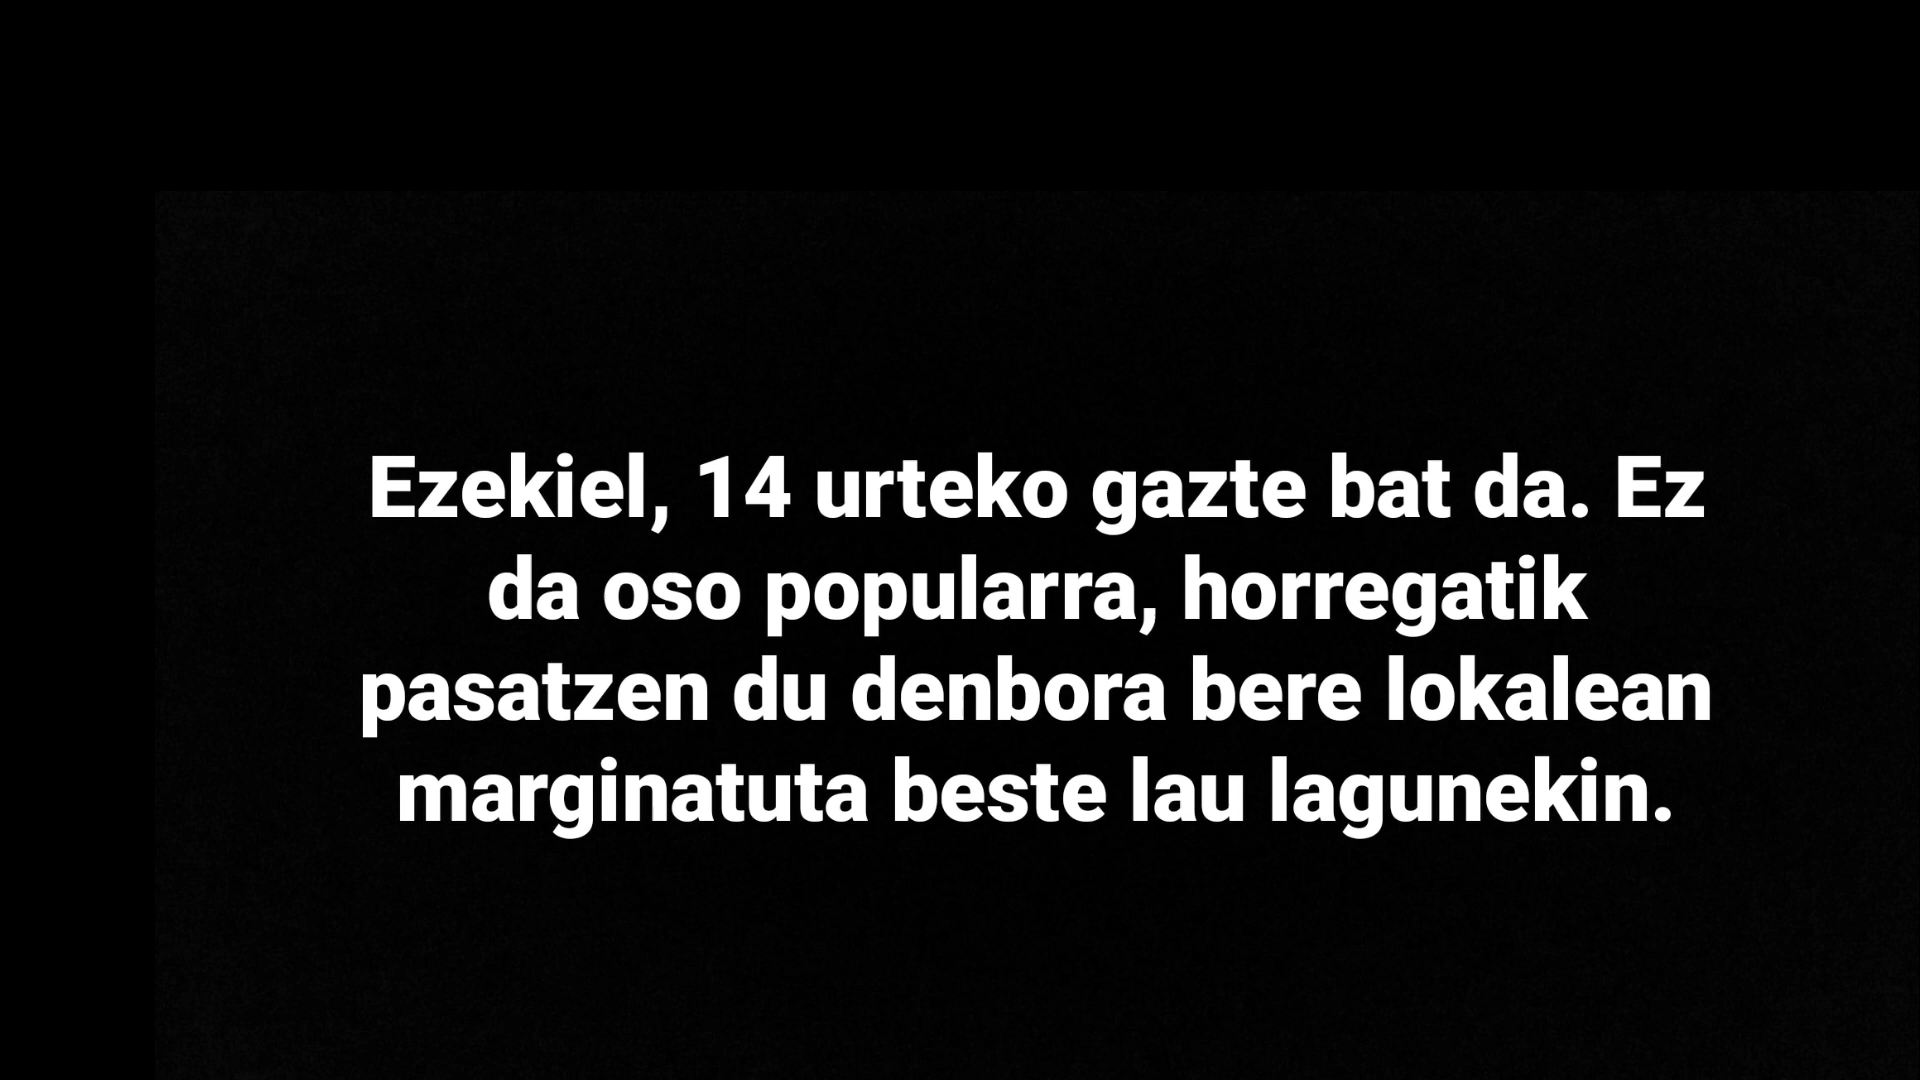 Ezekiel, 14 urteko gazte bat da. Ez
da oso popularra, horregatik
pasatzen du denbora bere lokalean
marginatuta beste lau lagunekin.